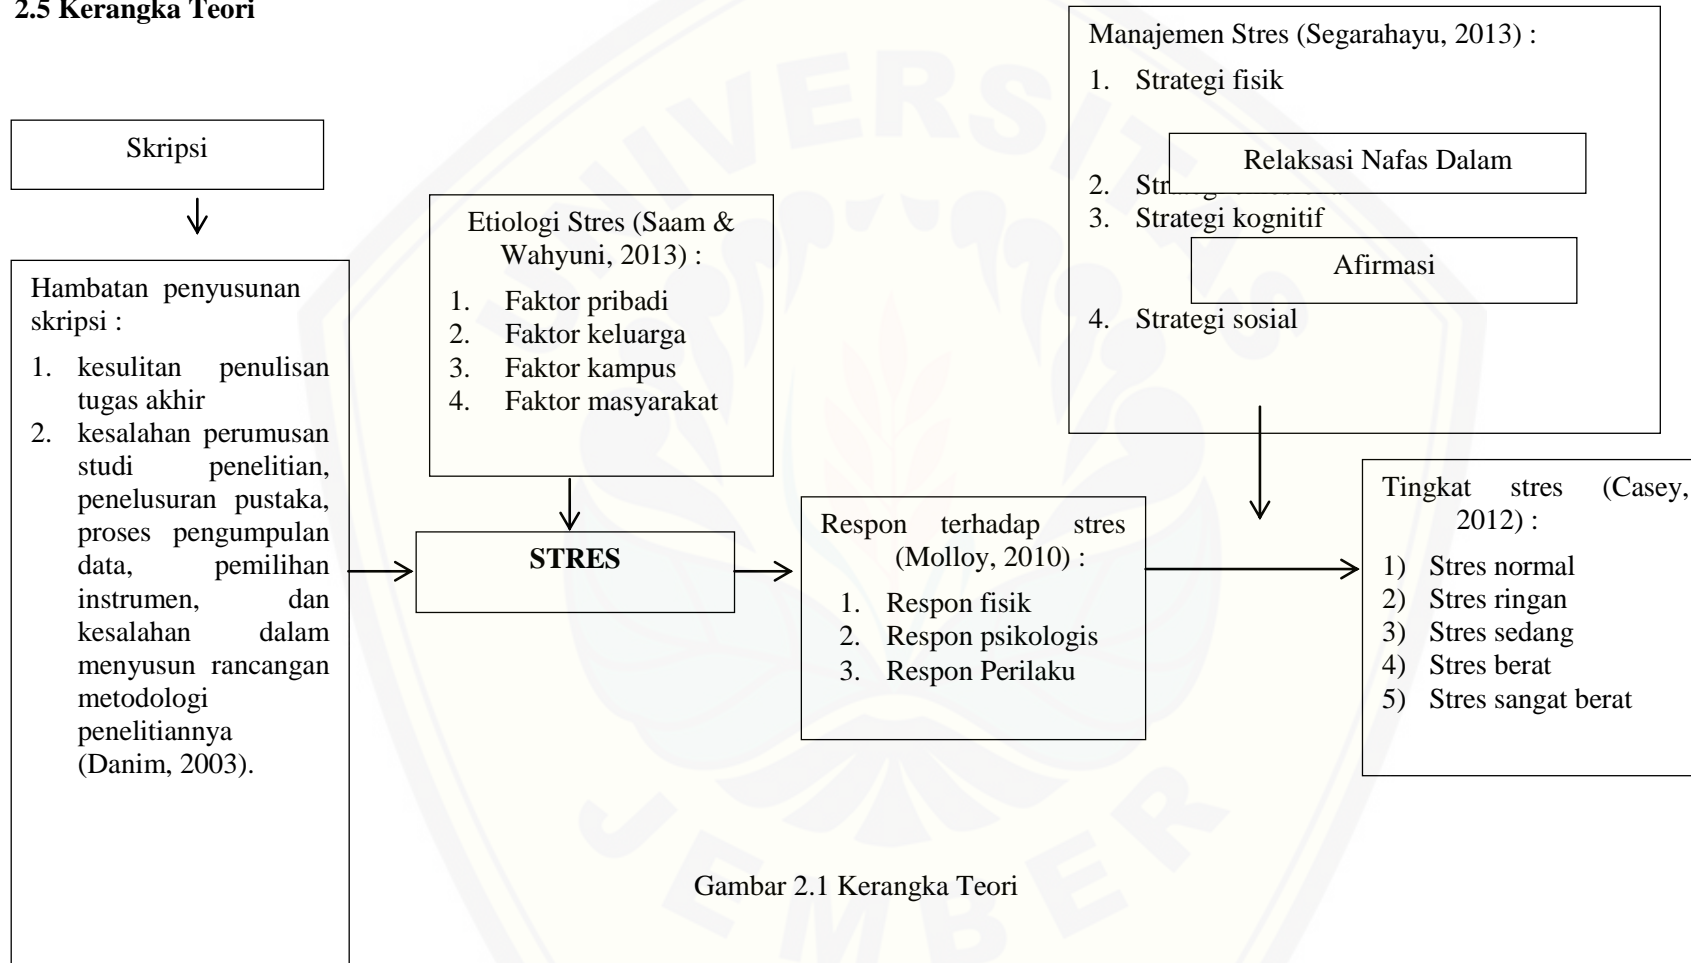 2.5 Kerangka Teori
Skripsi
Hambatan penyusunan
skripsi :
1. kesulitan penulisan
tugas akhir
2. kesalahan perumusan
studi penelitian,
penelusuran pustaka,
proses pengumpulan
data, pemilihan
instrumen, dan
kesalahan dalam
menyusun rancangan
metodologi
penelitiannya
(Danim, 2003).
Etiologi Stres (Saam &
Wahyuni, 2013) :
1. Faktor pribadi
2. Faktor keluarga
3. Faktor kampus
4. Faktor masyarakat
STRES
Respon terhadap stres
(Molloy, 2010) :
1. Respon fisik
2. Respon psikologis
3. Respon Perilaku
Manajemen Stres (Segarahayu, 2013) :
1. Strategi fisik
Relaksasi Nafas Dalam
2.
3. Strategi kognitif
Afirmasi
4. Strategi sosial
Tingkat stres (Casey,
2012) :
1) Stres normal
2) Stres ringan
3) Stres sedang
4) Stres berat
5) Stres sangat berat
Gambar 2.1 Kerangka Teori
UNIVERSITAS
JEMBER